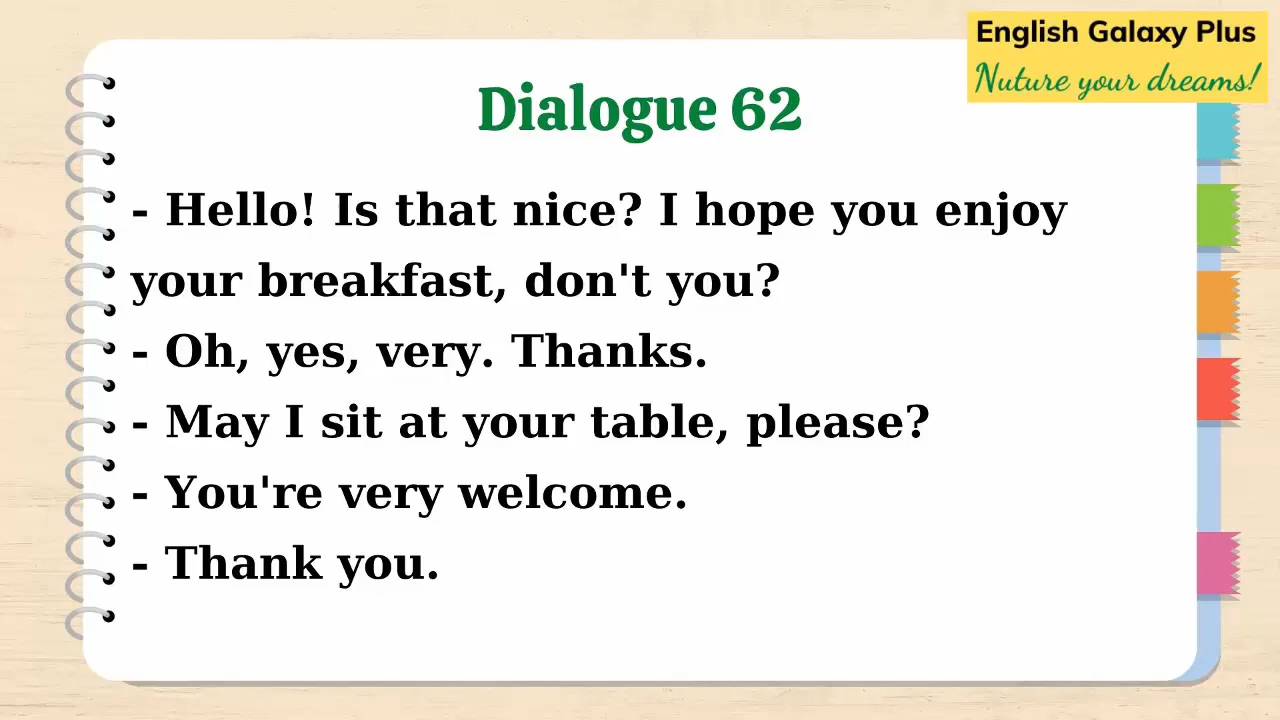 English Galaxy Plus
Nuture your dreams!
Dialogue 62
- Hello! Is that nice? I hope you enjoy
your breakfast, don't you?
- Oh, yes, very. Thanks.
- May I sit at your table, please?
- You're very welcome.
- Thank you.